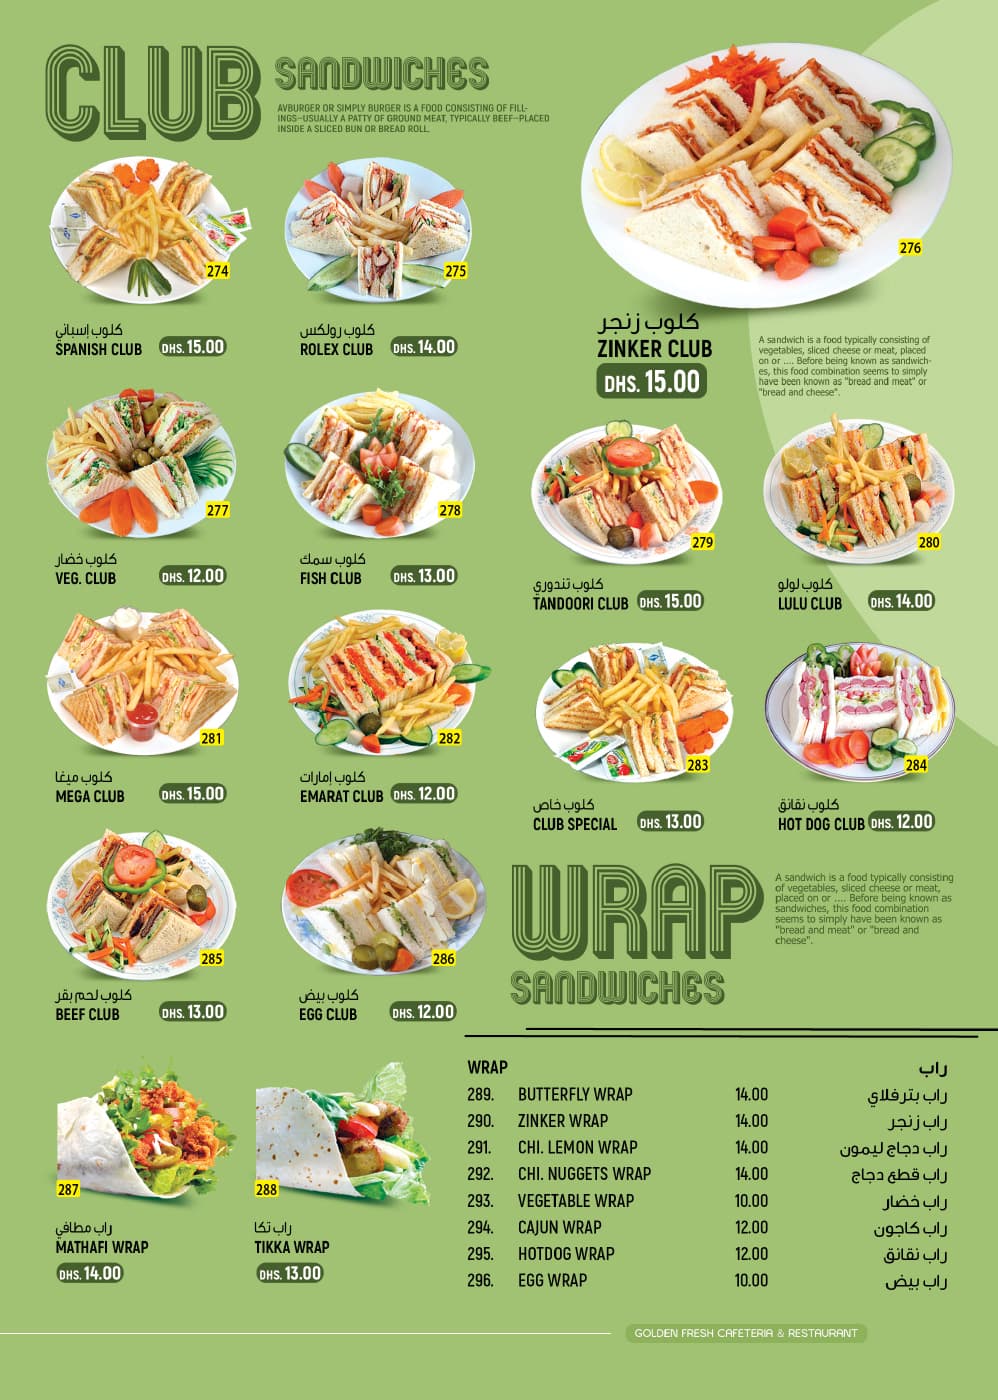 CLUB SANDWICHES
AVBURGER OR SIMPLY BURGER IS A FOOD CONSISTING OF FILL-
INGS--USUALLY A PATTY OF GROUND MEAT, TYPICALLY BEEF--PLACED
INSIDE A SLICED BUN OR BREAD ROLL.
274
كلوب إسباني
SPANISH CLUB DHS. 15.00
275
كلوب رولكس
ROLEX CLUB DHS. 14.00
276
كلوب زنجر
ZINKER CLUB
DHS. 15.00
A sandwich is a food typically consisting of
vegetables, sliced cheese or meat, placed
on or .... Before being known as sandwich-
es, this food combination seems to simply
have been known as "bread and meat" or
"bread and cheese".
277
كلوب خضار
VEG. CLUB DHS. 12.00
278
كلوب سمك
FISH CLUB DHS. 13.00
279
كلوب تندوري
TANDOORI CLUB DHS. 15.00
280
كلوب لولو
LULU CLUB DHS. 14.00
281
كلوب ميغا
MEGA CLUB DHS. 15.00
282
كلوب إمارات
EMARAT CLUB DHS. 12.00
283
كلوب خاص
CLUB SPECIAL DHS. 13.00
284
كلوب نقانق
HOT DOG CLUB DHS. 12.00
285
كلوب لحم بقر
BEEF CLUB DHS. 13.00
286
كلوب بيض
EGG CLUB DHS. 12.00
WRAP
SANDWICHES
A sandwich is a food typically consisting
of vegetables, sliced cheese or meat,
placed on or .... Before being known as
sandwiches, this food combination
seems to simply have been known as
"bread and meat" or "bread and
cheese".
287
راب مطافي
MATHAFI WRAP
DHS. 14.00
288
راب تكا
TIKKA WRAP
DHS. 13.00
WRAP راب
289. BUTTERFLY WRAP 14.00 راب بترفلاي
290. ZINKER WRAP 14.00 راب زنجر
291. CHI. LEMON WRAP 14.00 راب دجاج ليمون
292. CHI. NUGGETS WRAP 14.00 راب قطع دجاج
293. VEGETABLE WRAP 10.00 راب خضار
294. CAJUN WRAP 12.00 راب كاجون
295. HOTDOG WRAP 12.00 راب نقانق
296. EGG WRAP 10.00 راب بيض
GOLDEN FRESH CAFETERIA & RESTAURANT